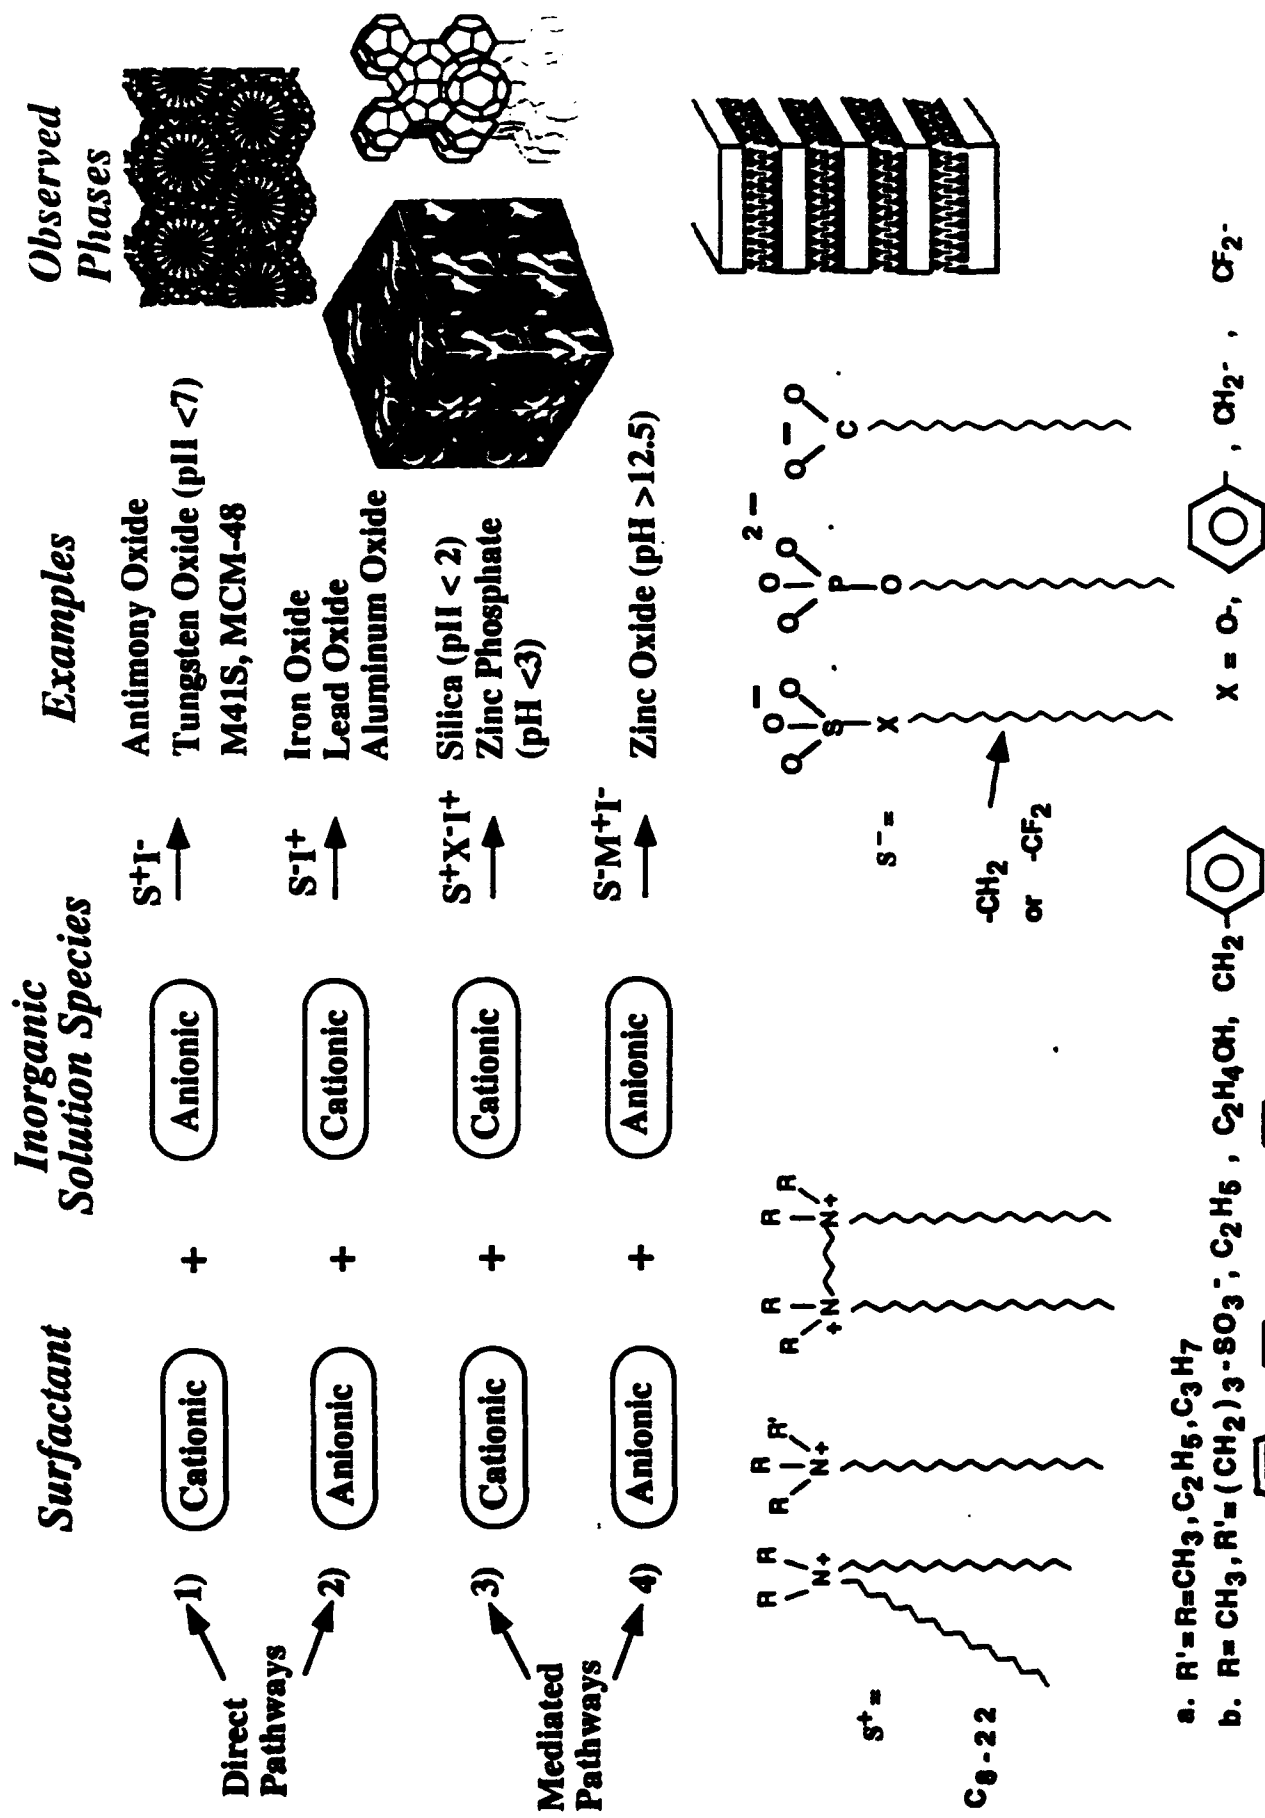 Surfactant
Inorganic
Solution Species
Examples
Observed
Phases
Direct
Pathways
1) Cationic + Anionic S+I- Antimony Oxide
Tungsten Oxide (pH <7)
M41S, MCM-48
2) Anionic + Cationic S-I+ Iron Oxide
Lead Oxide
Aluminum Oxide
Mediated
Pathways
3) Cationic + Cationic S+X-I+ Silica (pH < 2)
Zinc Phosphate
(pH <3)
4) Anionic + Anionic S-M+I- Zinc Oxide (pH >12.5)
S+=
R R
N+
R R R'
N+
R R
N
+
R R
N+
C8-22
S-=
O O- O
S
X
-CH2
or -CF2
O O O 2-
P
O
O - O
C
a. R'=R=CH3, C2H5, C3H7
b. R= CH3, R'=(CH2)3-SO3-, C2H5, C2H4OH, CH2-
X = O-, -, CH2-, CF2-